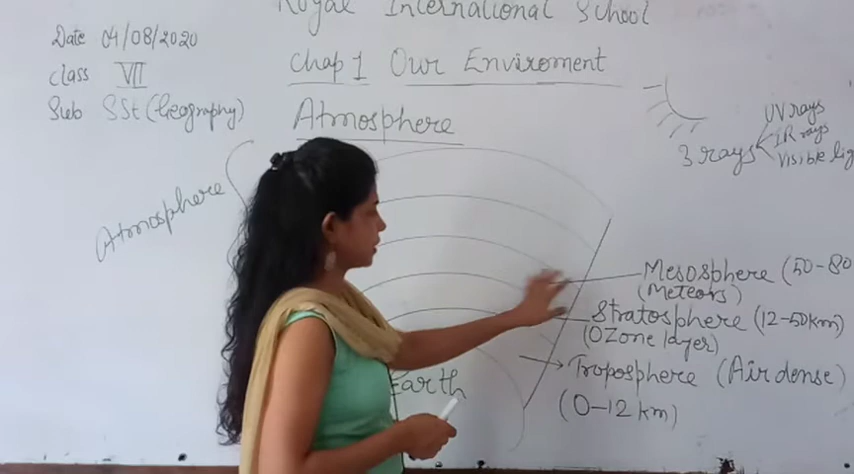 Royal International School
Date 04/08/2020
class VII
Sub SSt (Geography)
Chap 1 Our Enviroment
Atmosphere
Atmosphere
3 rays
UV rays
IR rays
Visible lig
Mesosphere (50-80
(Meteors)
Stratosphere (12-50km)
(OZone layer)
Troposphere (Air dense)
(0-12 km)
Earth